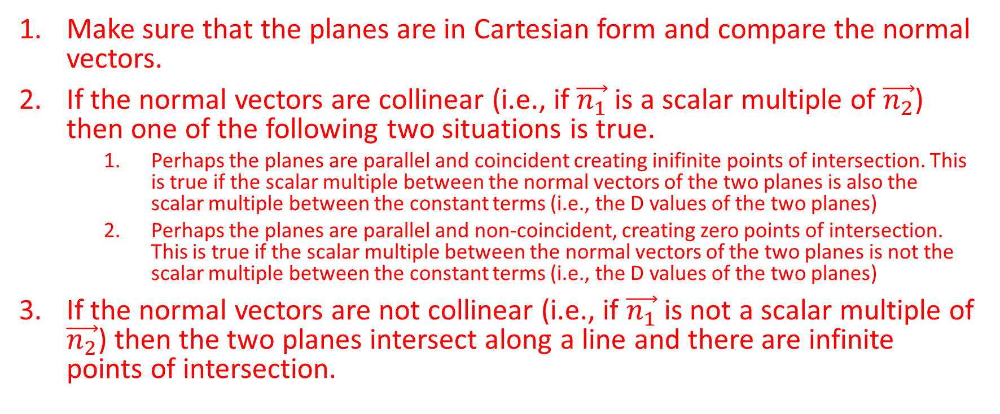 1. Make sure that the planes are in Cartesian form and compare the normal
vectors.
2. If the normal vectors are collinear (i.e., if $\overrightarrow{n_1}$ is a scalar multiple of $\overrightarrow{n_2}$)
then one of the following two situations is true.
1. Perhaps the planes are parallel and coincident creating inifinite points of intersection. This
is true if the scalar multiple between the normal vectors of the two planes is also the
scalar multiple between the constant terms (i.e., the D values of the two planes)
2. Perhaps the planes are parallel and non-coincident, creating zero points of intersection.
This is true if the scalar multiple between the normal vectors of the two planes is not the
scalar multiple between the constant terms (i.e., the D values of the two planes)
3. If the normal vectors are not collinear (i.e., if $\overrightarrow{n_1}$ is not a scalar multiple of
$\overrightarrow{n_2}$) then the two planes intersect along a line and there are infinite
points of intersection.